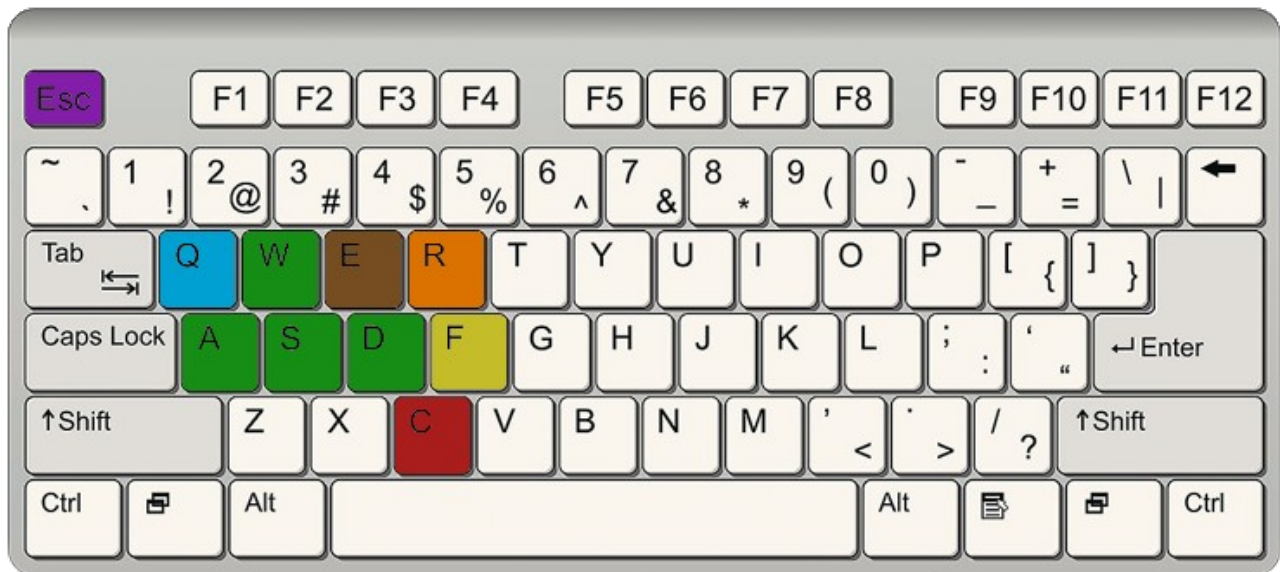 Esc F1 F2 F3 F4 F5 F6 F7 F8 F9 F10 F11 F12
~ ` 1 ! 2 @ 3 # 4 $ 5 % 6 ^ 7 & 8 * 9 ( 0 ) - _ + = \ | ←
Tab Q W E R T Y U I O P [ { ] }
Caps Lock A S D F G H J K L ; : ‘ “ ↵ Enter
↑ Shift Z X C V B N M ’ < . > / ? ↑ Shift
Ctrl Alt Alt Ctrl